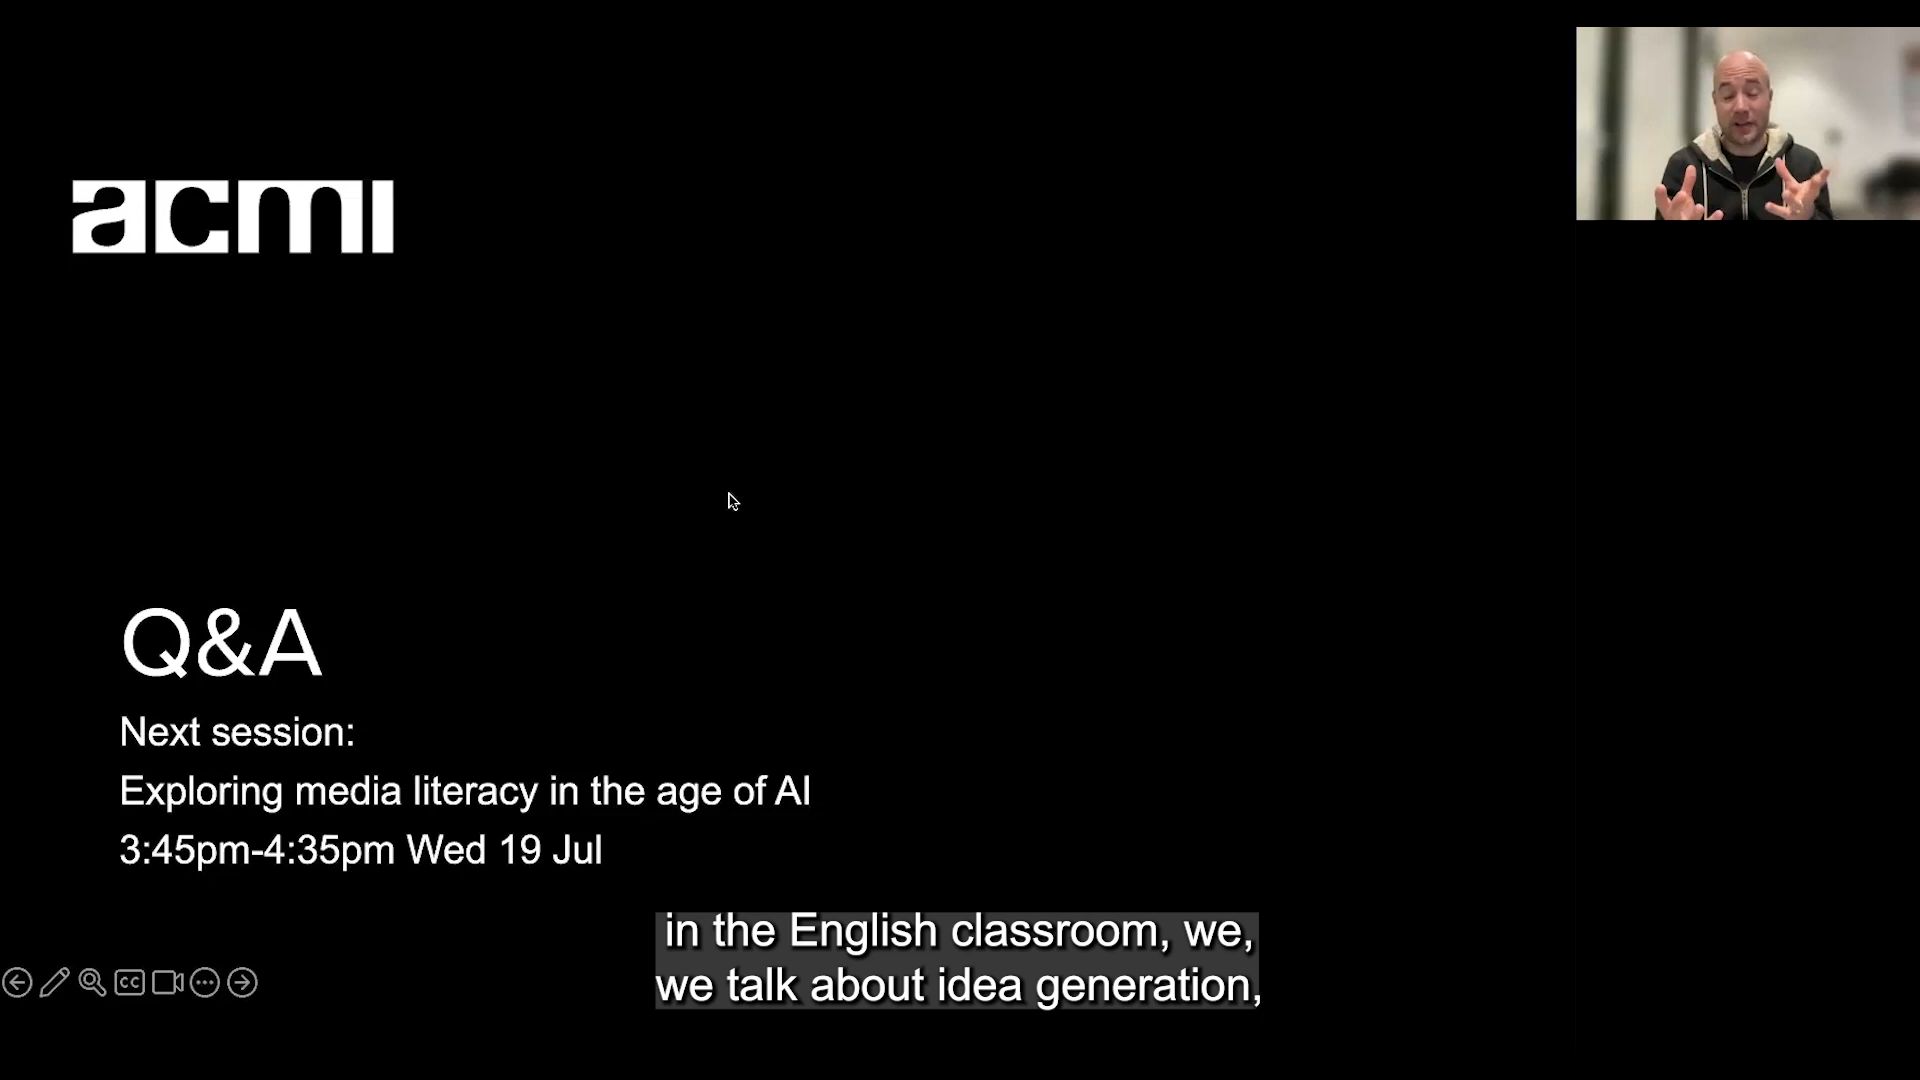 acmi
Q&A
Next session:
Exploring media literacy in the age of AI
3:45pm-4:35pm Wed 19 Jul
in the English classroom, we,
we talk about idea generation,
CC